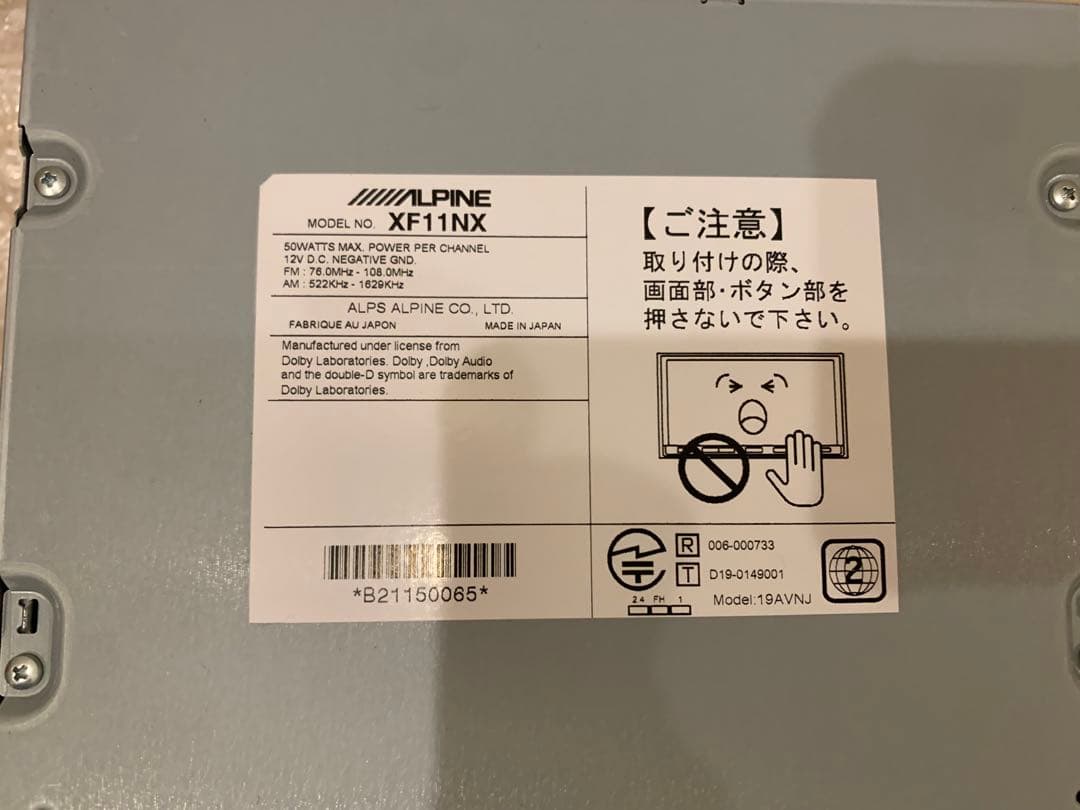 ALPINE
MODEL NO. XF11NX
50WATTS MAX. POWER PER CHANNEL
12V D.C. NEGATIVE GND.
FM : 76.0MHz - 108.0MHz
AM : 522KHz - 1629KHz
ALPS ALPINE CO., LTD.
FABRIQUE AU JAPON MADE IN JAPAN
Manufactured under license from
Dolby Laboratories. Dolby ,Dolby Audio
and the double-D symbol are trademarks of
Dolby Laboratories.
*B21150065*
【ご注意】
取り付けの際、
画面部・ボタン部を
押さないで下さい。
R 006-000733
T D19-0149001
2.4 FH 1
Model:19AVNJ
2